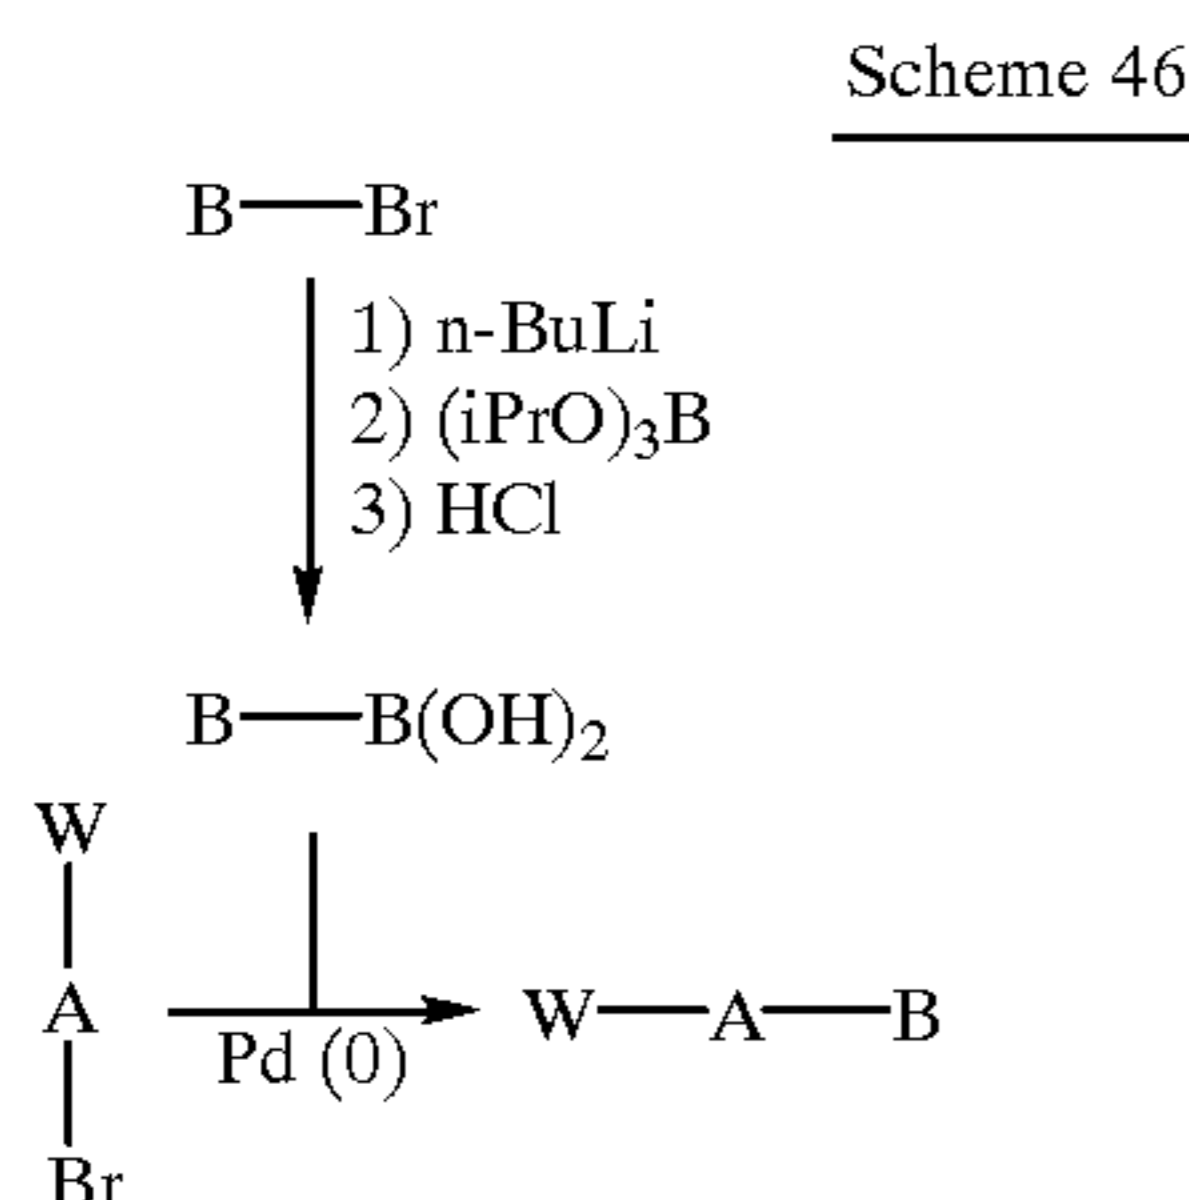 Scheme 46
B—Br
1) n-BuLi
2) (iPrO)₃B
3) HCl
B—B(OH)₂
W
A
Br
Pd (0)
W—A—B